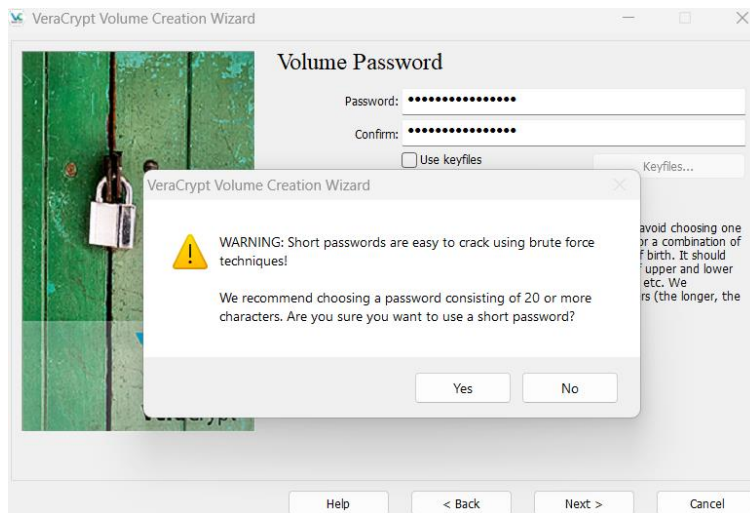 VeraCrypt Volume Creation Wizard
Volume Password
Password: ••••••••••••••••
Confirm: ••••••••••••••••
Use keyfiles
Keyfiles...
VeraCrypt Volume Creation Wizard
WARNING: Short passwords are easy to crack using brute force
techniques!
We recommend choosing a password consisting of 20 or more
characters. Are you sure you want to use a short password?
Yes
No
avoid choosing one
or a combination of
f birth. It should
upper and lower
etc. We
rs (the longer, the
Help
< Back
Next >
Cancel